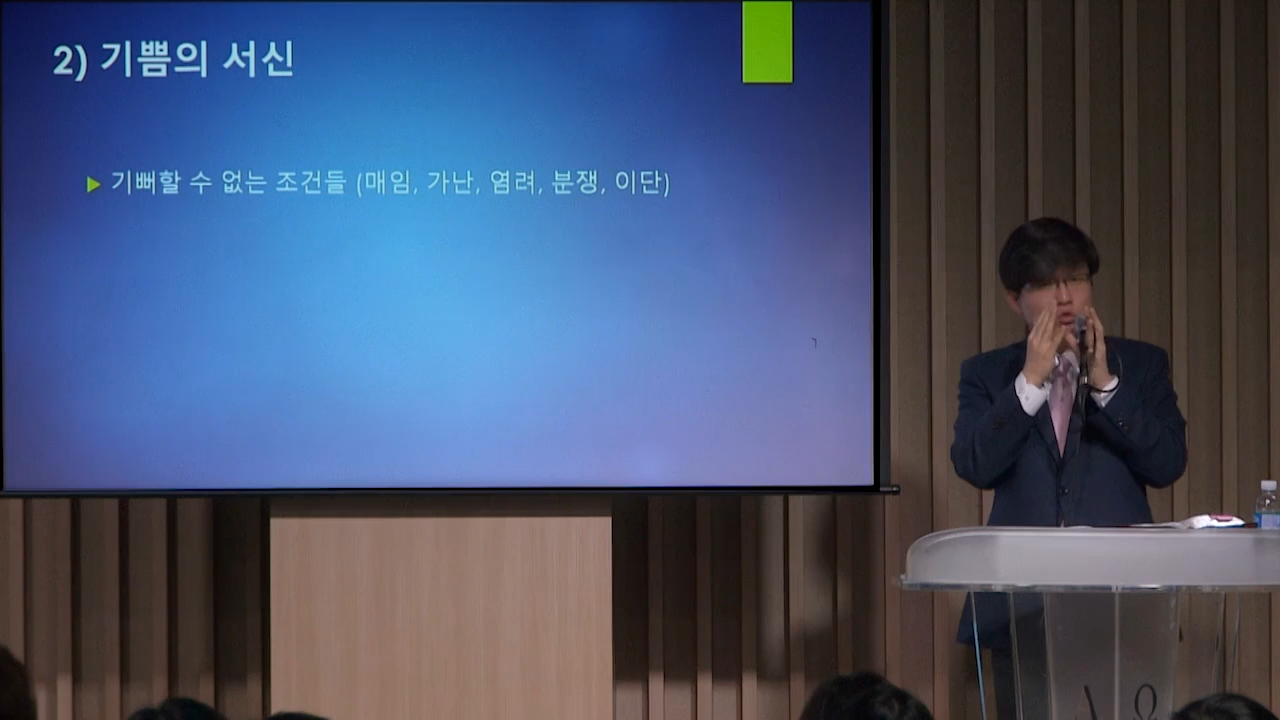 2) 기쁨의 서신
기뻐할 수 없는 조건들 (매임, 가난, 염려, 분쟁, 이단)